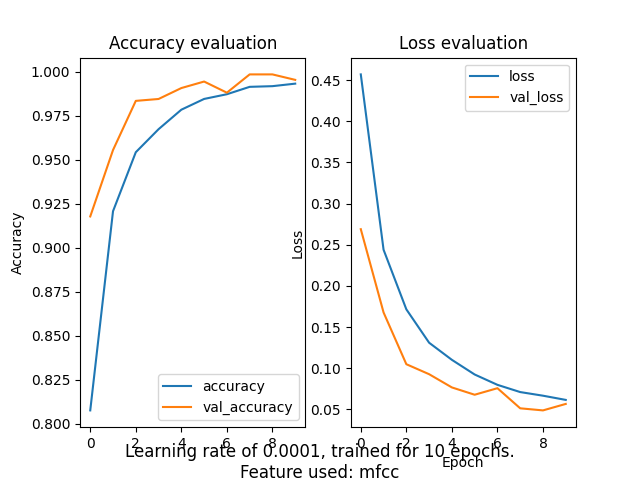 Accuracy evaluation
Loss evaluation
Accuracy
1.000
0.975
0.950
0.925
0.900
0.875
0.850
0.825
0.800
accuracy
val_accuracy
0 2 4 6 8
Loss
0.45
0.40
0.35
0.30
0.25
0.20
0.15
0.10
0.05
loss
val_loss
0 2 4 6 8
Epoch
Learning rate of 0.0001, trained for 10 epochs.
Feature used: mfcc